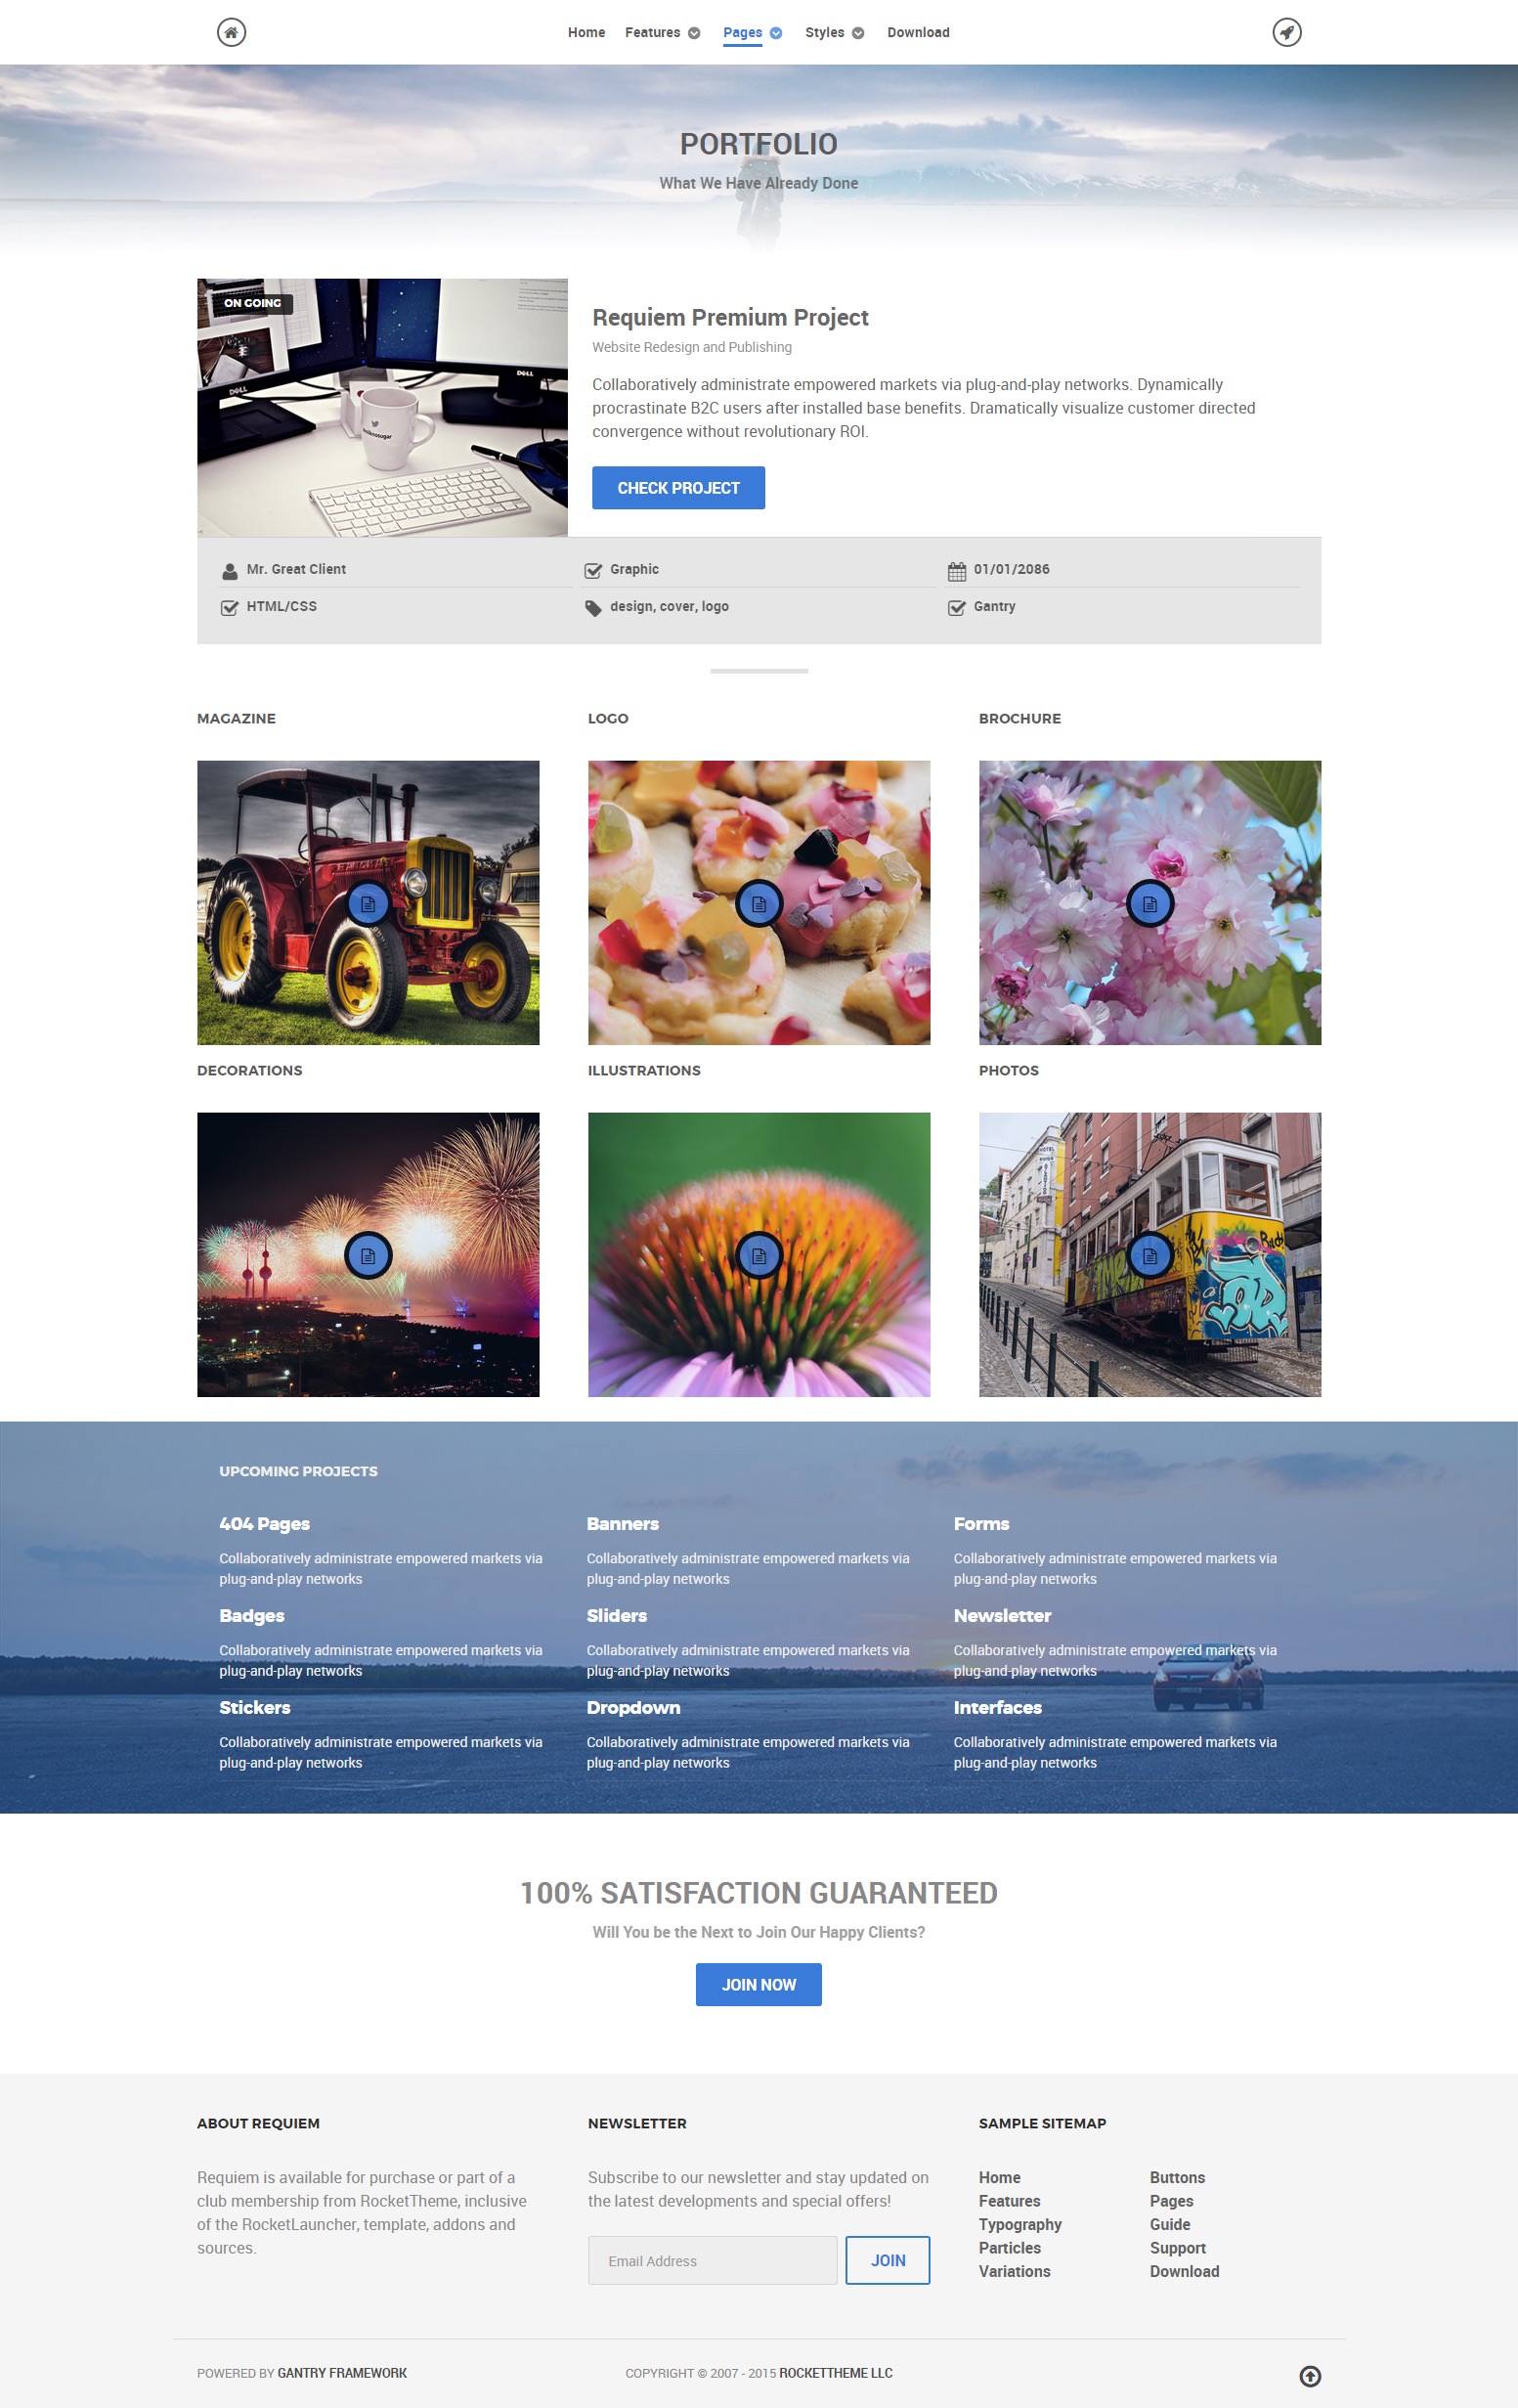 Home Features Pages Styles Download
PORTFOLIO
What We Have Already Done
ON GOING
DELL
DELL
Requiem Premium Project
Website Redesign and Publishing
Collaboratively administrate empowered markets via plug-and-play networks. Dynamically
procrastinate B2C users after installed base benefits. Dramatically visualize customer directed
convergence without revolutionary ROI.
CHECK PROJECT
Mr. Great Client
Graphic
01/01/2086
HTML/CSS
design, cover, logo
Gantry
MAGAZINE
LOGO
BROCHURE
DECORATIONS
ILLUSTRATIONS
PHOTOS
HOTEL
UPCOMING PROJECTS
404 Pages
Collaboratively administrate empowered markets via
plug-and-play networks
Banners
Collaboratively administrate empowered markets via
plug-and-play networks
Forms
Collaboratively administrate empowered markets via
plug-and-play networks
Badges
Collaboratively administrate empowered markets via
plug-and-play networks
Sliders
Collaboratively administrate empowered markets via
plug-and-play networks
Newsletter
Collaboratively administrate empowered markets via
plug-and-play networks
Stickers
Collaboratively administrate empowered markets via
plug-and-play networks
Dropdown
Collaboratively administrate empowered markets via
plug-and-play networks
Interfaces
Collaboratively administrate empowered markets via
plug-and-play networks
100% SATISFACTION GUARANTEED
Will You be the Next to Join Our Happy Clients?
JOIN NOW
ABOUT REQUIEM
Requiem is available for purchase or part of a
club membership from RocketTheme, inclusive
of the RocketLauncher, template, addons and
sources.
NEWSLETTER
Subscribe to our newsletter and stay updated on
the latest developments and special offers!
Email Address
JOIN
SAMPLE SITEMAP
Home
Features
Typography
Particles
Variations
Buttons
Pages
Guide
Support
Download
POWERED BY GANTRY FRAMEWORK
COPYRIGHT © 2007 - 2015 ROCKETTHEME LLC